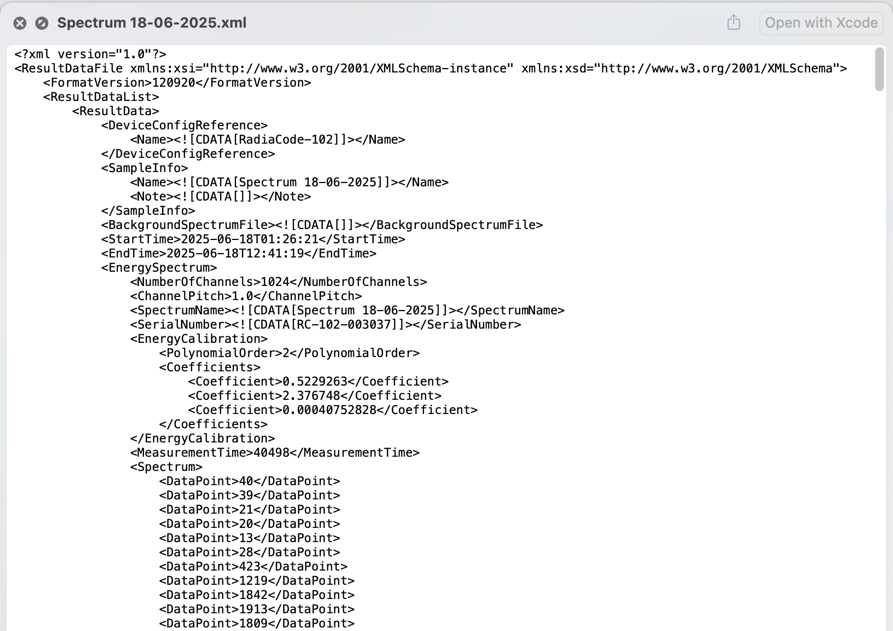 Spectrum 18-06-2025.xml
Open with Xcode
<?xml version="1.0"?>
<ResultDataFile xmlns:xsi="http://www.w3.org/2001/XMLSchema-instance" xmlns:xsd="http://www.w3.org/2001/XMLSchema">
<FormatVersion>120920</FormatVersion>
<ResultDataList>
<ResultData>
<DeviceConfigReference>
<Name><![CDATA[RadiaCode-102]]></Name>
</DeviceConfigReference>
<SampleInfo>
<Name><![CDATA[Spectrum 18-06-2025]]></Name>
<Note><![CDATA[]]></Note>
</SampleInfo>
<BackgroundSpectrumFile><![CDATA[]]></BackgroundSpectrumFile>
<StartTime>2025-06-18T01:26:21</StartTime>
<EndTime>2025-06-18T12:41:19</EndTime>
<EnergySpectrum>
<NumberOfChannels>1024</NumberOfChannels>
<ChannelPitch>1.0</ChannelPitch>
<SpectrumName><![CDATA[Spectrum 18-06-2025]]></SpectrumName>
<SerialNumber><![CDATA[RC-102-003037]]></SerialNumber>
<EnergyCalibration>
<PolynomialOrder>2</PolynomialOrder>
<Coefficients>
<Coefficient>0.5229263</Coefficient>
<Coefficient>2.376748</Coefficient>
<Coefficient>0.00040752828</Coefficient>
</Coefficients>
</EnergyCalibration>
<MeasurementTime>40498</MeasurementTime>
<Spectrum>
<DataPoint>40</DataPoint>
<DataPoint>39</DataPoint>
<DataPoint>21</DataPoint>
<DataPoint>20</DataPoint>
<DataPoint>13</DataPoint>
<DataPoint>28</DataPoint>
<DataPoint>423</DataPoint>
<DataPoint>1219</DataPoint>
<DataPoint>1842</DataPoint>
<DataPoint>1913</DataPoint>
<DataPoint>1809</DataPoint>